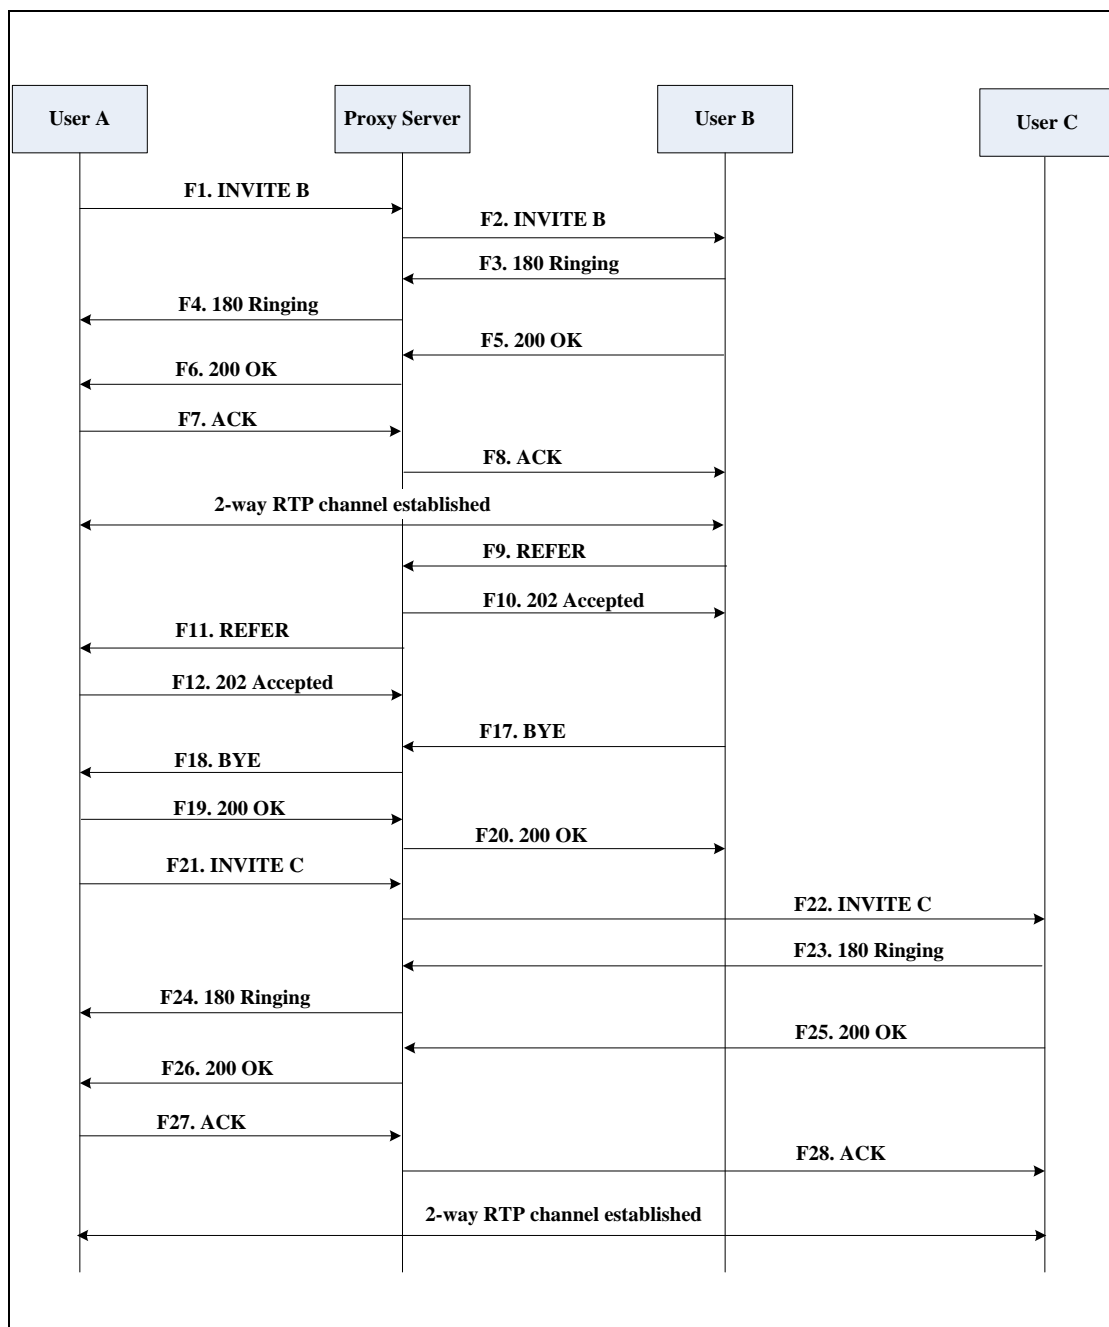 User A
Proxy Server
User B
User C
F1. INVITE B
F2. INVITE B
F3. 180 Ringing
F4. 180 Ringing
F5. 200 OK
F6. 200 OK
F7. ACK
F8. ACK
2-way RTP channel established
F9. REFER
F10. 202 Accepted
F11. REFER
F12. 202 Accepted
F17. BYE
F18. BYE
F19. 200 OK
F20. 200 OK
F21. INVITE C
F22. INVITE C
F23. 180 Ringing
F24. 180 Ringing
F25. 200 OK
F26. 200 OK
F27. ACK
F28. ACK
2-way RTP channel established